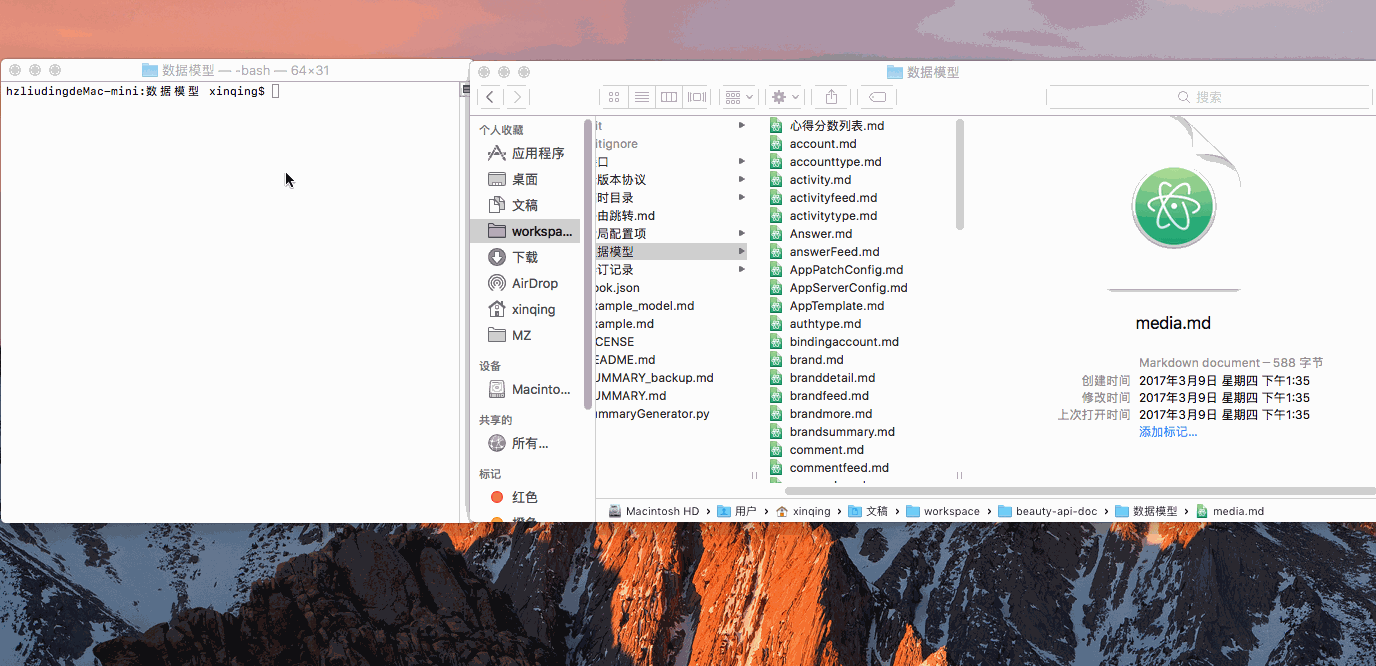 数据模型 — -bash — 64×31
hzliudingdeMac-mini:数据模型 xinqing$
数据模型
搜索
个人收藏
应用程序
桌面
文稿
workspa...
下载
AirDrop
xinqing
MZ
设备
Macinto...
共享的
所有...
标记
红色
橙色
it
itignore
口
版本协议
时目录
由跳转.md
局配置项
据模型
订记录
ook.json
xample_model.md
xample.md
CENSE
EADME.md
UMMARY_backup.md
UMMARY.md
ummaryGenerator.py
心得分数列表.md
account.md
accounttype.md
activity.md
activityfeed.md
activitytype.md
Answer.md
answerFeed.md
AppPatchConfig.md
AppServerConfig.md
AppTemplate.md
authtype.md
bindingaccount.md
brand.md
branddetail.md
brandfeed.md
brandmore.md
brandsummary.md
comment.md
commentfeed.md
media.md
Markdown document – 588 字节
创建时间 2017年3月9日 星期四 下午1:35
修改时间 2017年3月9日 星期四 下午1:35
上次打开时间 2017年3月9日 星期四 下午1:35
添加标记...
Macintosh HD › 用户 › xinqing › 文稿 › workspace › beauty-api-doc › 数据模型 › media.md